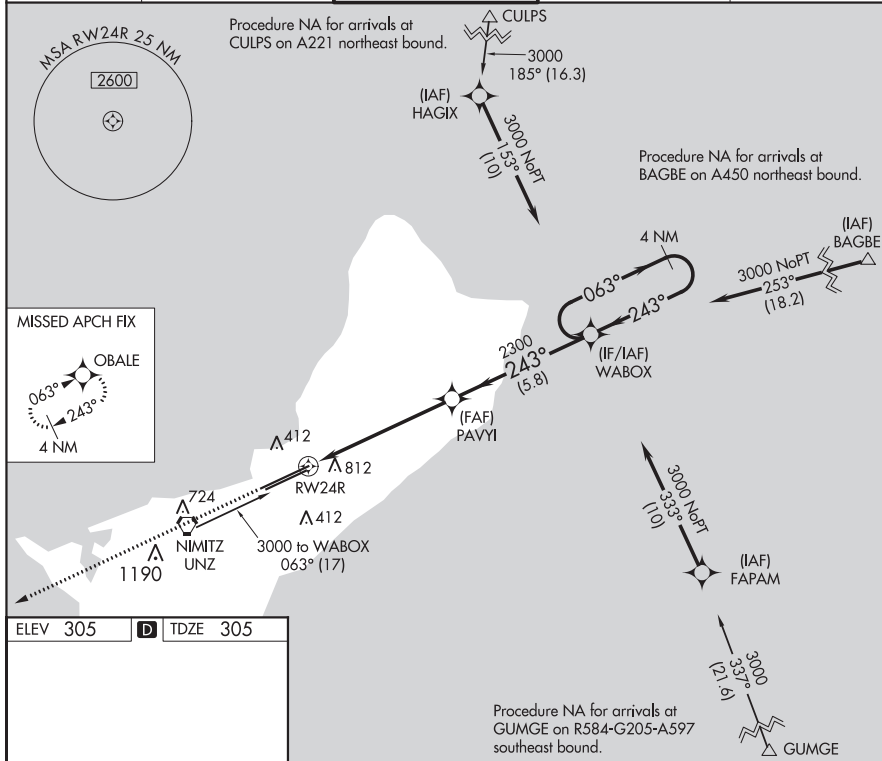 Procedure NA for arrivals at
CULPS on A221 northeast bound.
CULPS
3000
185° (16.3)
MSA RW24R 25 NM
2600
(IAF)
HAGIX
3000 NoPT
153°
(10)
Procedure NA for arrivals at
BAGBE on A450 northeast bound.
(IAF)
BAGBE
4 NM
3000 NoPT
253°
(18.2)
063°
243°
MISSED APCH FIX
OBALE
063°
243°
4 NM
2300
243°
(5.8)
(IF/IAF)
WABOX
(FAF)
PAVYI
412
812
RW24R
724
412
NIMITZ
UNZ
3000 to WABOX
063° (17)
1190
3000 NoPT
333°
(10)
(IAF)
FAPAM
ELEV 305 D TDZE 305
3000
337°
(21.6)
Procedure NA for arrivals at
GUMGE on R584-G205-A597
southeast bound.
GUMGE